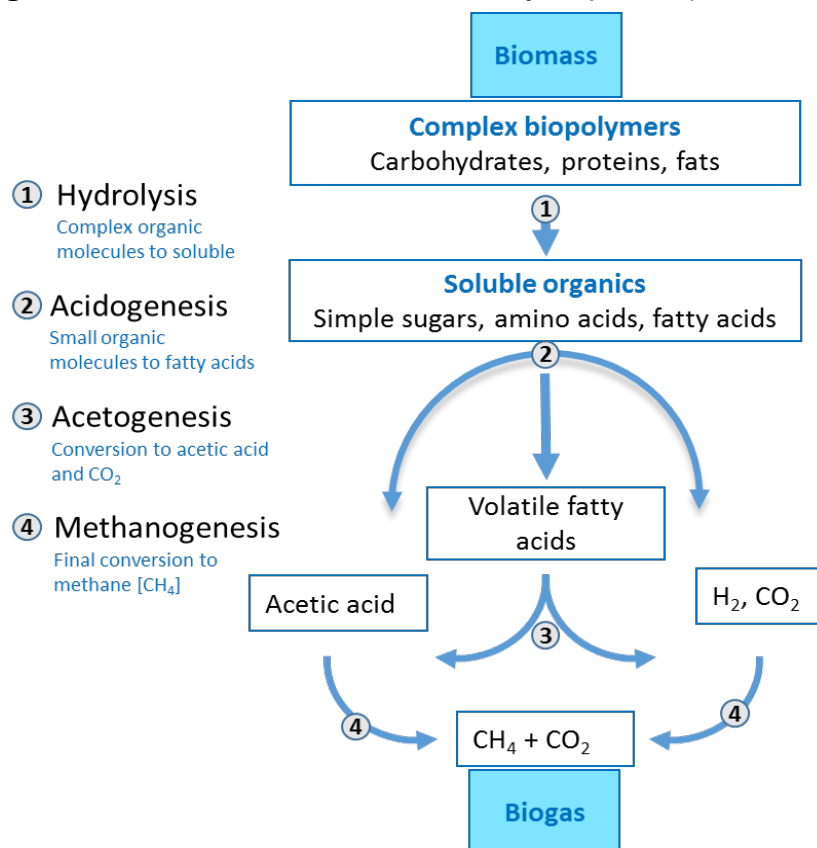 Biomass
Complex biopolymers
Carbohydrates, proteins, fats
1 Hydrolysis
Complex organic
molecules to soluble
1
Soluble organics
Simple sugars, amino acids, fatty acids
2 Acidogenesis
Small organic
molecules to fatty acids
2
3 Acetogenesis
Conversion to acetic acid
and CO₂
Volatile fatty
acids
4 Methanogenesis
Final conversion to
methane [CH₄]
Acetic acid
H₂, CO₂
3
4
4
CH₄ + CO₂
Biogas